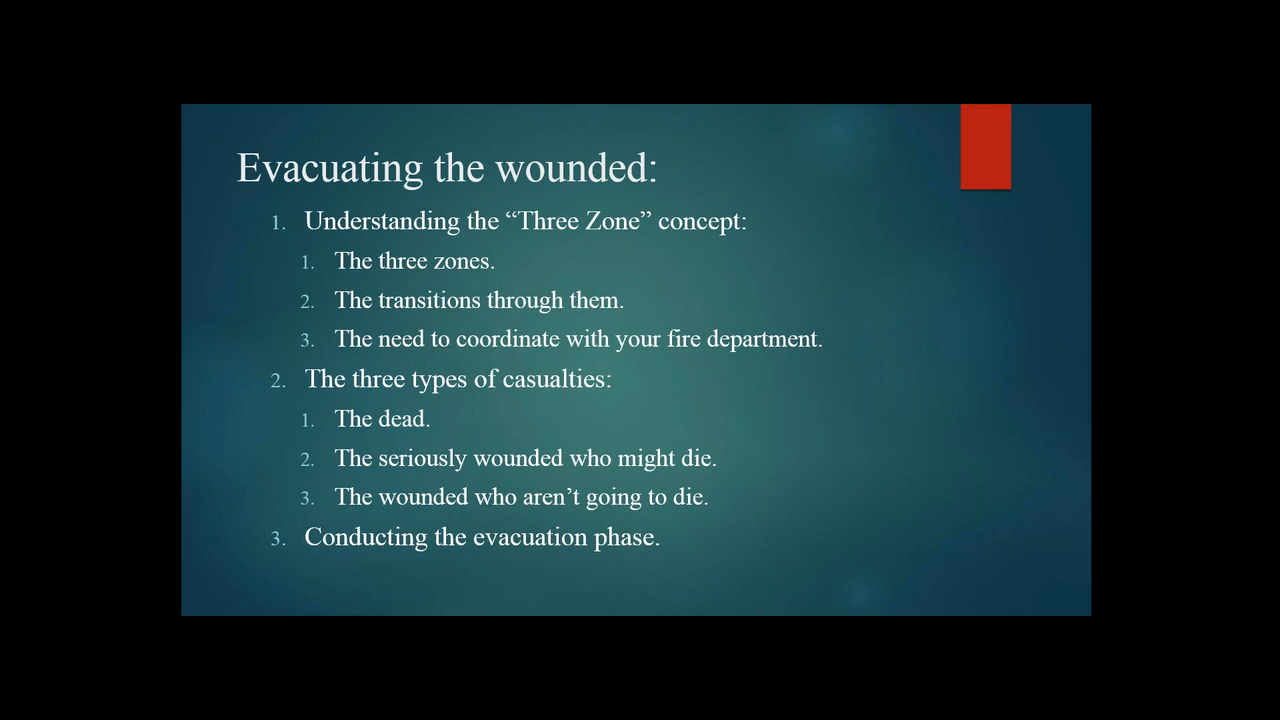 Evacuating the wounded:
1. Understanding the “Three Zone” concept:
1. The three zones.
2. The transitions through them.
3. The need to coordinate with your fire department.
2. The three types of casualties:
1. The dead.
2. The seriously wounded who might die.
3. The wounded who aren’t going to die.
3. Conducting the evacuation phase.